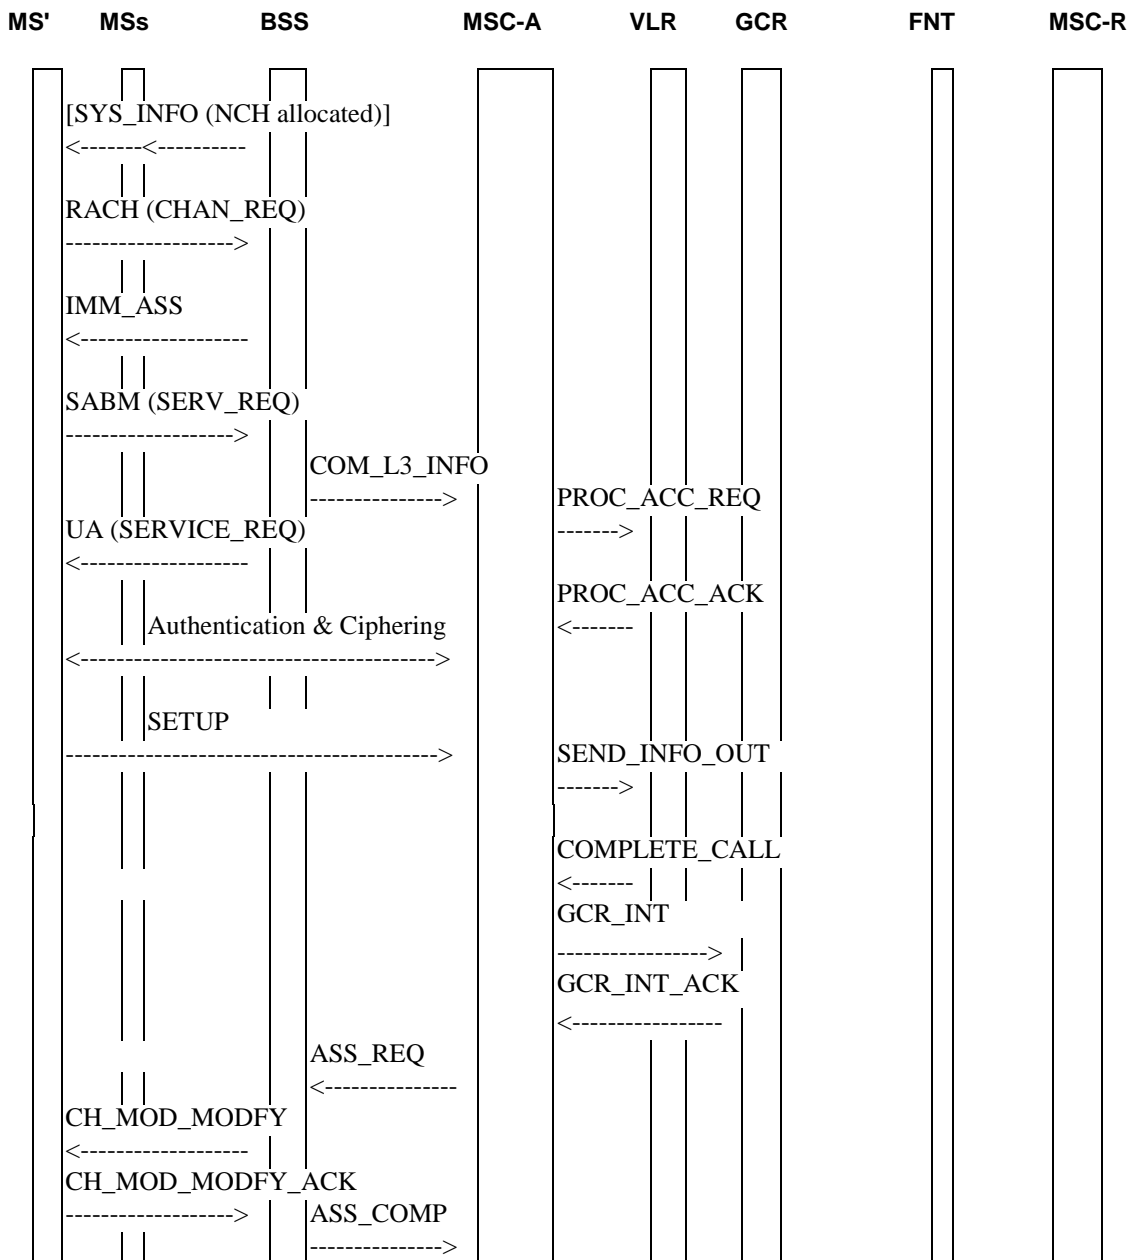 MS' MSs BSS MSC-A VLR GCR FNT MSC-R
[SYS_INFO (NCH allocated)]
<-------<----------
RACH (CHAN_REQ)
------------------->
IMM_ASS
<-------------------
SABM (SERV_REQ)
------------------->
COM_L3_INFO
--------------->
PROC_ACC_REQ
------->
UA (SERVICE_REQ)
<-------------------
PROC_ACC_ACK
<-------
Authentication & Ciphering
<---------------------------------------->
SETUP
------------------------------------------>
SEND_INFO_OUT
------->
COMPLETE_CALL
<-------
GCR_INT
----------------->
GCR_INT_ACK
<-----------------
ASS_REQ
<---------------
CH_MOD_MODFY
<-------------------
CH_MOD_MODFY_ACK
------------------->
ASS_COMP
--------------->